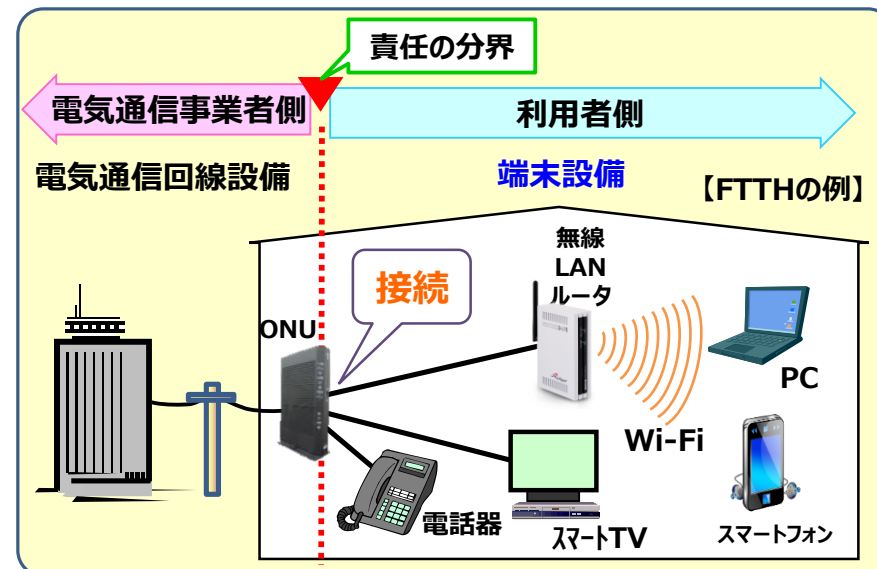 責任の分界
電気通信事業者側
利用者側
電気通信回線設備
端末設備
【FTTHの例】
無線
LAN
ルータ
接続
ONU
PC
Wi-Fi
電話器
スマートTV
スマートフォン